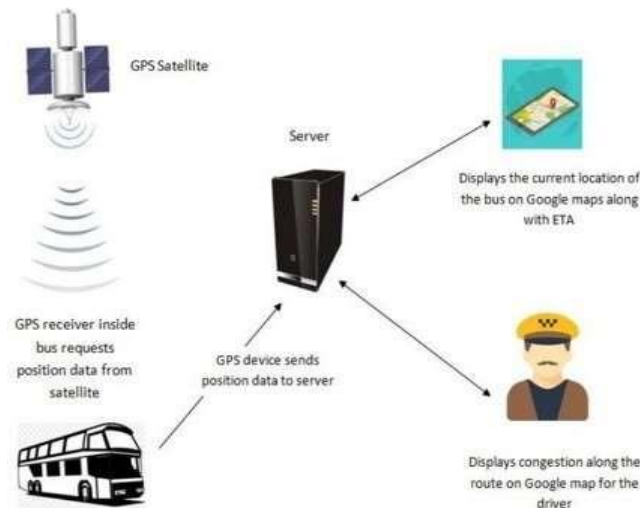 GPS Satellite
Server
Displays the current location of
the bus on Google maps along
with ETA
GPS receiver inside
bus requests
position data from
satellite
GPS device sends
position data to server
Displays congestion along the
route on Google map for the
driver